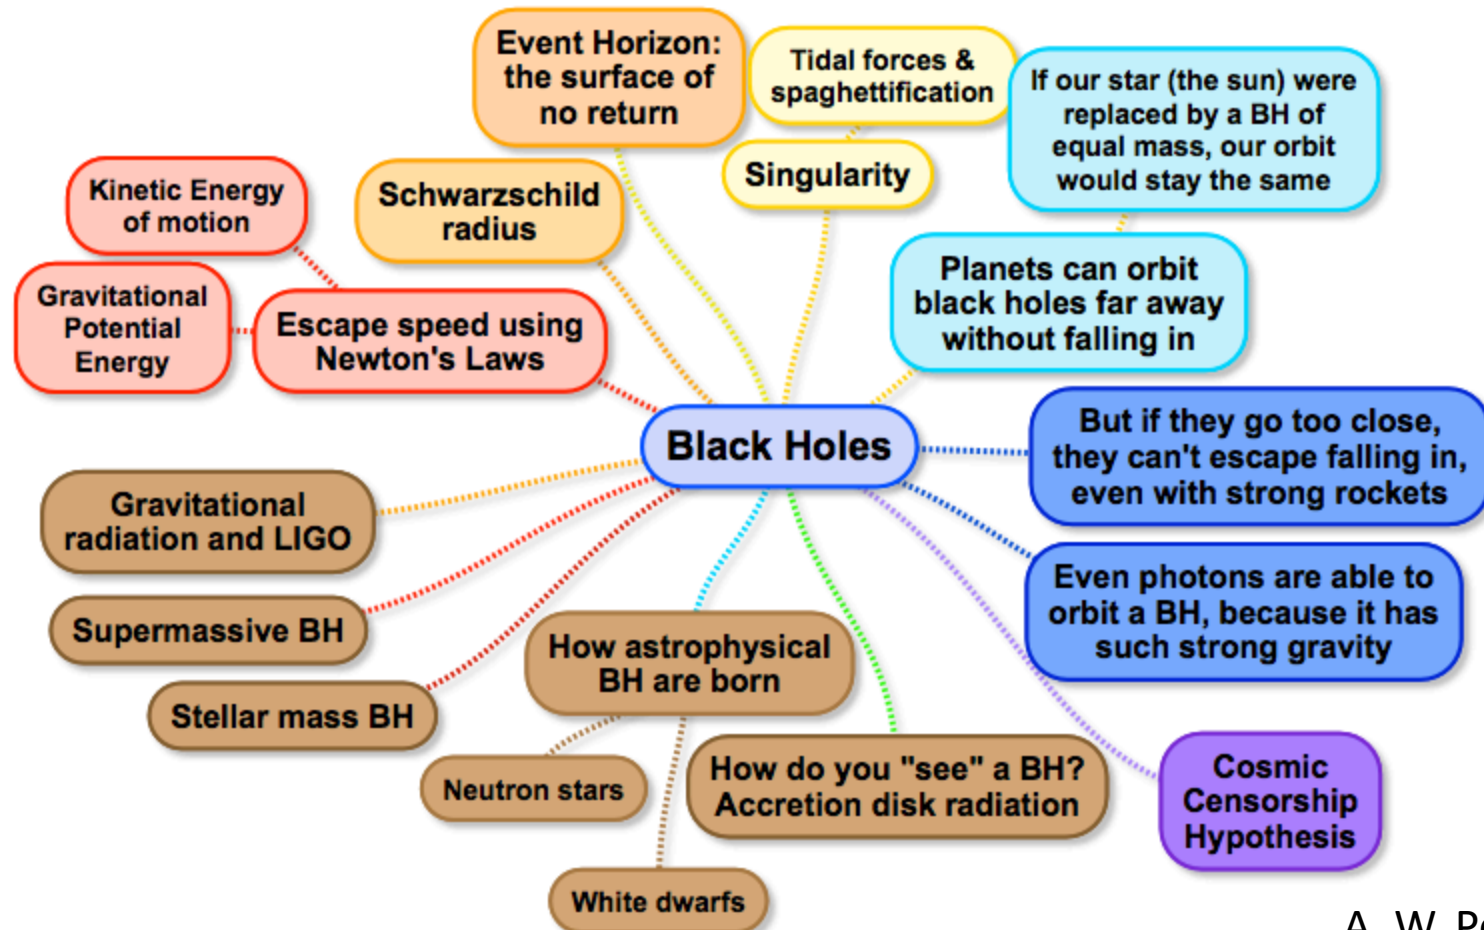 Event Horizon:
the surface of
no return
Tidal forces &
spaghettification
If our star (the sun) were
replaced by a BH of
equal mass, our orbit
would stay the same
Singularity
Kinetic Energy
of motion
Schwarzschild
radius
Gravitational
Potential
Energy
Escape speed using
Newton's Laws
Planets can orbit
black holes far away
without falling in
Black Holes
But if they go too close,
they can't escape falling in,
even with strong rockets
Gravitational
radiation and LIGO
Even photons are able to
orbit a BH, because it has
such strong gravity
Supermassive BH
How astrophysical
BH are born
Stellar mass BH
Neutron stars
How do you "see" a BH?
Accretion disk radiation
Cosmic
Censorship
Hypothesis
White dwarfs
A. W.